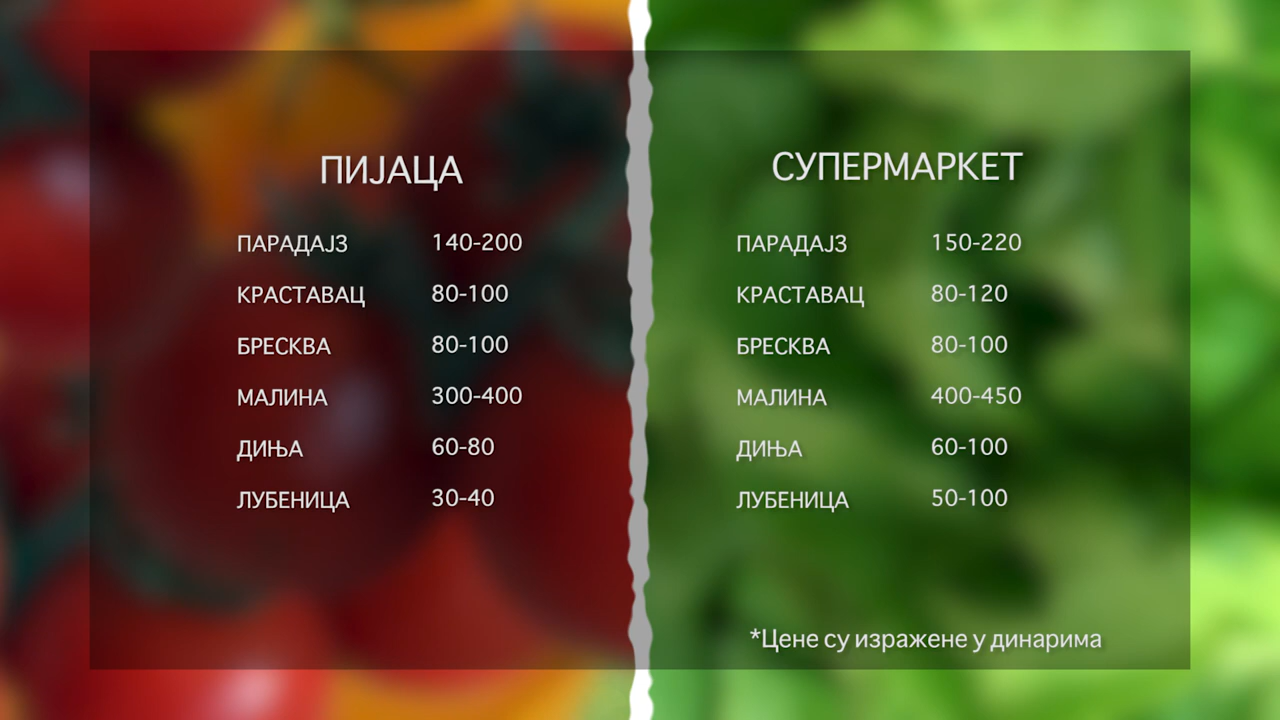 ПИЈАЦА
ПАРАДАЈЗ 140-200
КРАСТАВАЦ 80-100
БРЕСКВА 80-100
МАЛИНА 300-400
ДИЊА 60-80
ЛУБЕНИЦА 30-40
СУПЕРМАРКЕТ
ПАРАДАЈЗ 150-220
КРАСТАВАЦ 80-120
БРЕСКВА 80-100
МАЛИНА 400-450
ДИЊА 60-100
ЛУБЕНИЦА 50-100
*Цене су изражене у динарима